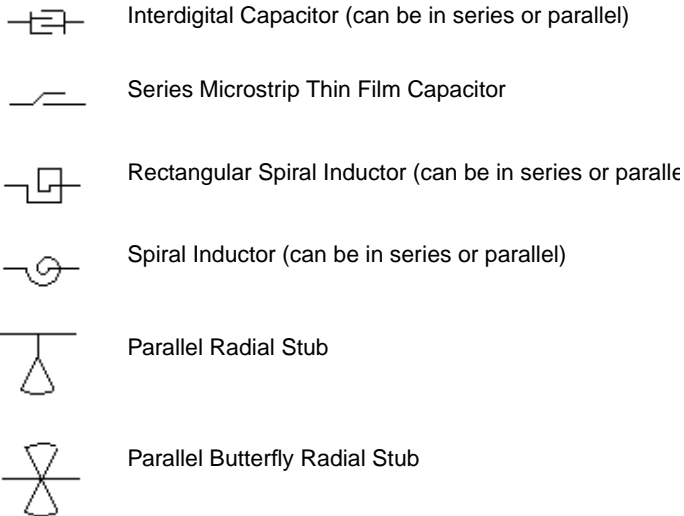 Interdigital Capacitor (can be in series or parallel)
Series Microstrip Thin Film Capacitor
Rectangular Spiral Inductor (can be in series or paralle
Spiral Inductor (can be in series or parallel)
Parallel Radial Stub
Parallel Butterfly Radial Stub